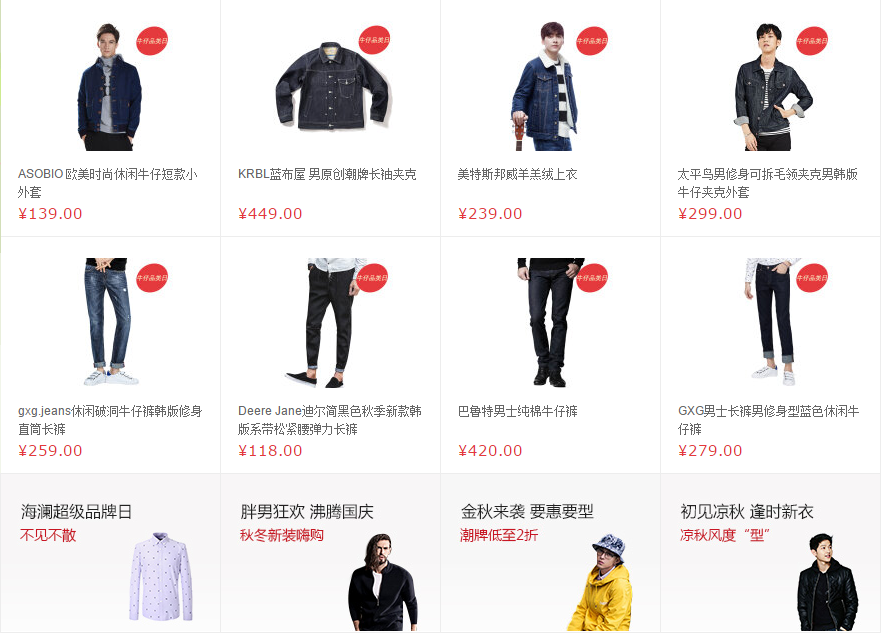 牛仔品类日
牛仔品类日
牛仔品类日
牛仔品类日
ASOBIO 欧美时尚休闲牛仔短款小
外套
¥139.00
KRBL蓝布屋 男原创潮牌长袖夹克
¥449.00
美特斯邦威羊羔绒上衣
¥239.00
太平鸟男修身可拆毛领夹克男韩版
牛仔夹克外套
¥299.00
牛仔品类日
牛仔品类日
牛仔品类日
牛仔品类日
gxg.jeans休闲破洞牛仔裤韩版修身
直筒长裤
¥259.00
Deere Jane迪尔简黑色秋季新款韩
版系带松紧腰弹力长裤
¥118.00
巴鲁特男士纯棉牛仔裤
¥420.00
GXG男士长裤男修身型蓝色休闲牛
仔裤
¥279.00
海澜超级品牌日
不见不散
胖男狂欢 沸腾国庆
秋冬新装嗨购
金秋来袭 要惠要型
潮牌低至2折
初见凉秋 逢时新衣
凉秋风度“型”